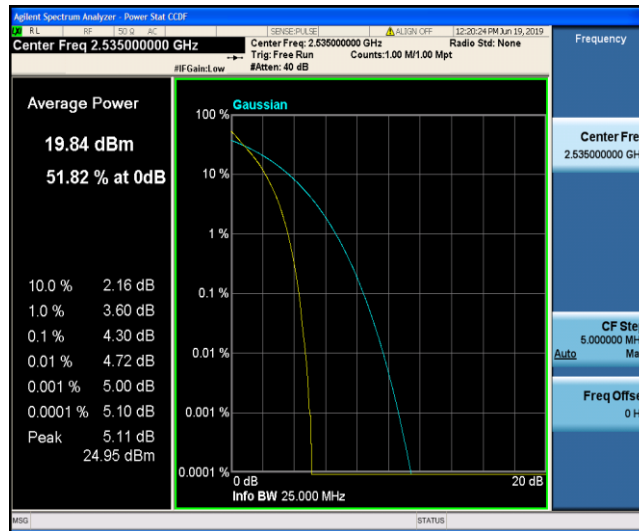 Agilent Spectrum Analyzer - Power Stat CCDF
RL RF 50 Ω AC SENSE:PULSE ALIGN OFF 12:20:24 PM Jun 19, 2019
Center Freq 2.535000000 GHz
Center Freq: 2.535000000 GHz Radio Std: None
Trig: Free Run Counts:1.00 M/1.00 Mpt
#IFGain:Low #Atten: 40 dB
Frequency
Average Power
19.84 dBm
51.82 % at 0dB
10.0 % 2.16 dB
1.0 % 3.60 dB
0.1 % 4.30 dB
0.01 % 4.72 dB
0.001 % 5.00 dB
0.0001 % 5.10 dB
Peak 5.11 dB
24.95 dBm
Gaussian
100 %
10 %
1 %
0.1 %
0.01 %
0.001 %
0.0001 %
0 dB 20 dB
Info BW 25.000 MHz
Center Fre
2.535000000 GH
CF Ste
5.000000 MH
Auto Ma
Freq Offse
0 H
MSG STATUS